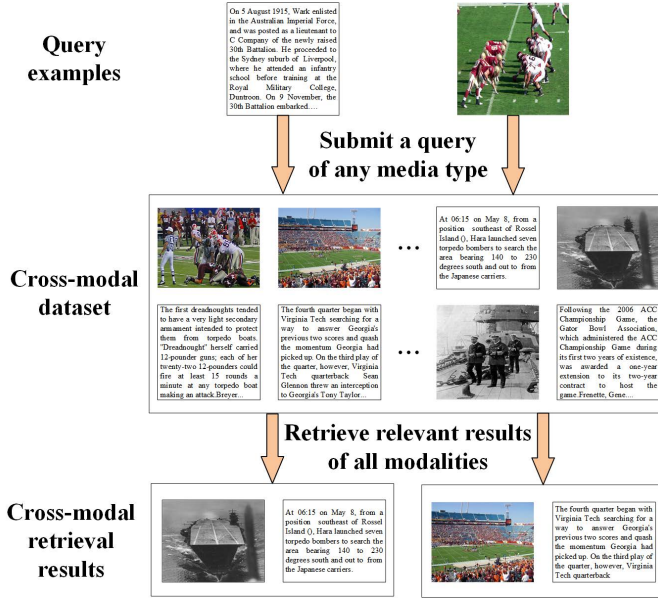 Query
examples
On 5 August 1915, Wark enlisted
in the Australian Imperial Force,
and was posted as a lieutenant to
C Company of the newly raised
30th Battalion. He proceeded to
the Sydney suburb of Liverpool,
where he attended an infantry
school before training at the
Royal Military College,
Duntroon. On 9 November, the
30th Battalion embarked....
Submit a query
of any media type
Cross-modal
dataset
...
At 06:15 on May 8, from a
position southeast of Rossel
Island (), Hara launched seven
torpedo bombers to search the
area bearing 140 to 230
degrees south and out to from
the Japanese carriers.
The first dreadnoughts tended
to have a very light secondary
armament intended to protect
them from torpedo boats.
"Dreadnought" herself carried
12-pounder guns; each of her
twenty-two 12-pounders could
fire at least 15 rounds a
minute at any torpedo boat
making an attack.Breyer...
The fourth quarter began with
Virginia Tech searching for a
way to answer Georgia's
previous two scores and quash
the momentum Georgia had
picked up. On the third play of
the quarter, however, Virginia
Tech quarterback Sean
Glennon threw an interception
to Georgia's Tony Taylor...
...
Following the 2006 ACC
Championship Game, the
Gator Bowl Association,
which administered the ACC
Championship Game during
its first two years of existence,
was awarded a one-year
extension to its two-year
contract to host the
game.Frenette, Gene....
Retrieve relevant results
of all modalities
Cross-modal
retrieval
results
At 06:15 on May 8, from a
position southeast of Rossel
Island (), Hara launched seven
torpedo bombers to search the
area bearing 140 to 230
degrees south and out to from
the Japanese carriers.
The fourth quarter began with
Virginia Tech searching for a
way to answer Georgia's
previous two scores and quash
the momentum Georgia had
picked up. On the third play of
the quarter, however, Virginia
Tech quarterback